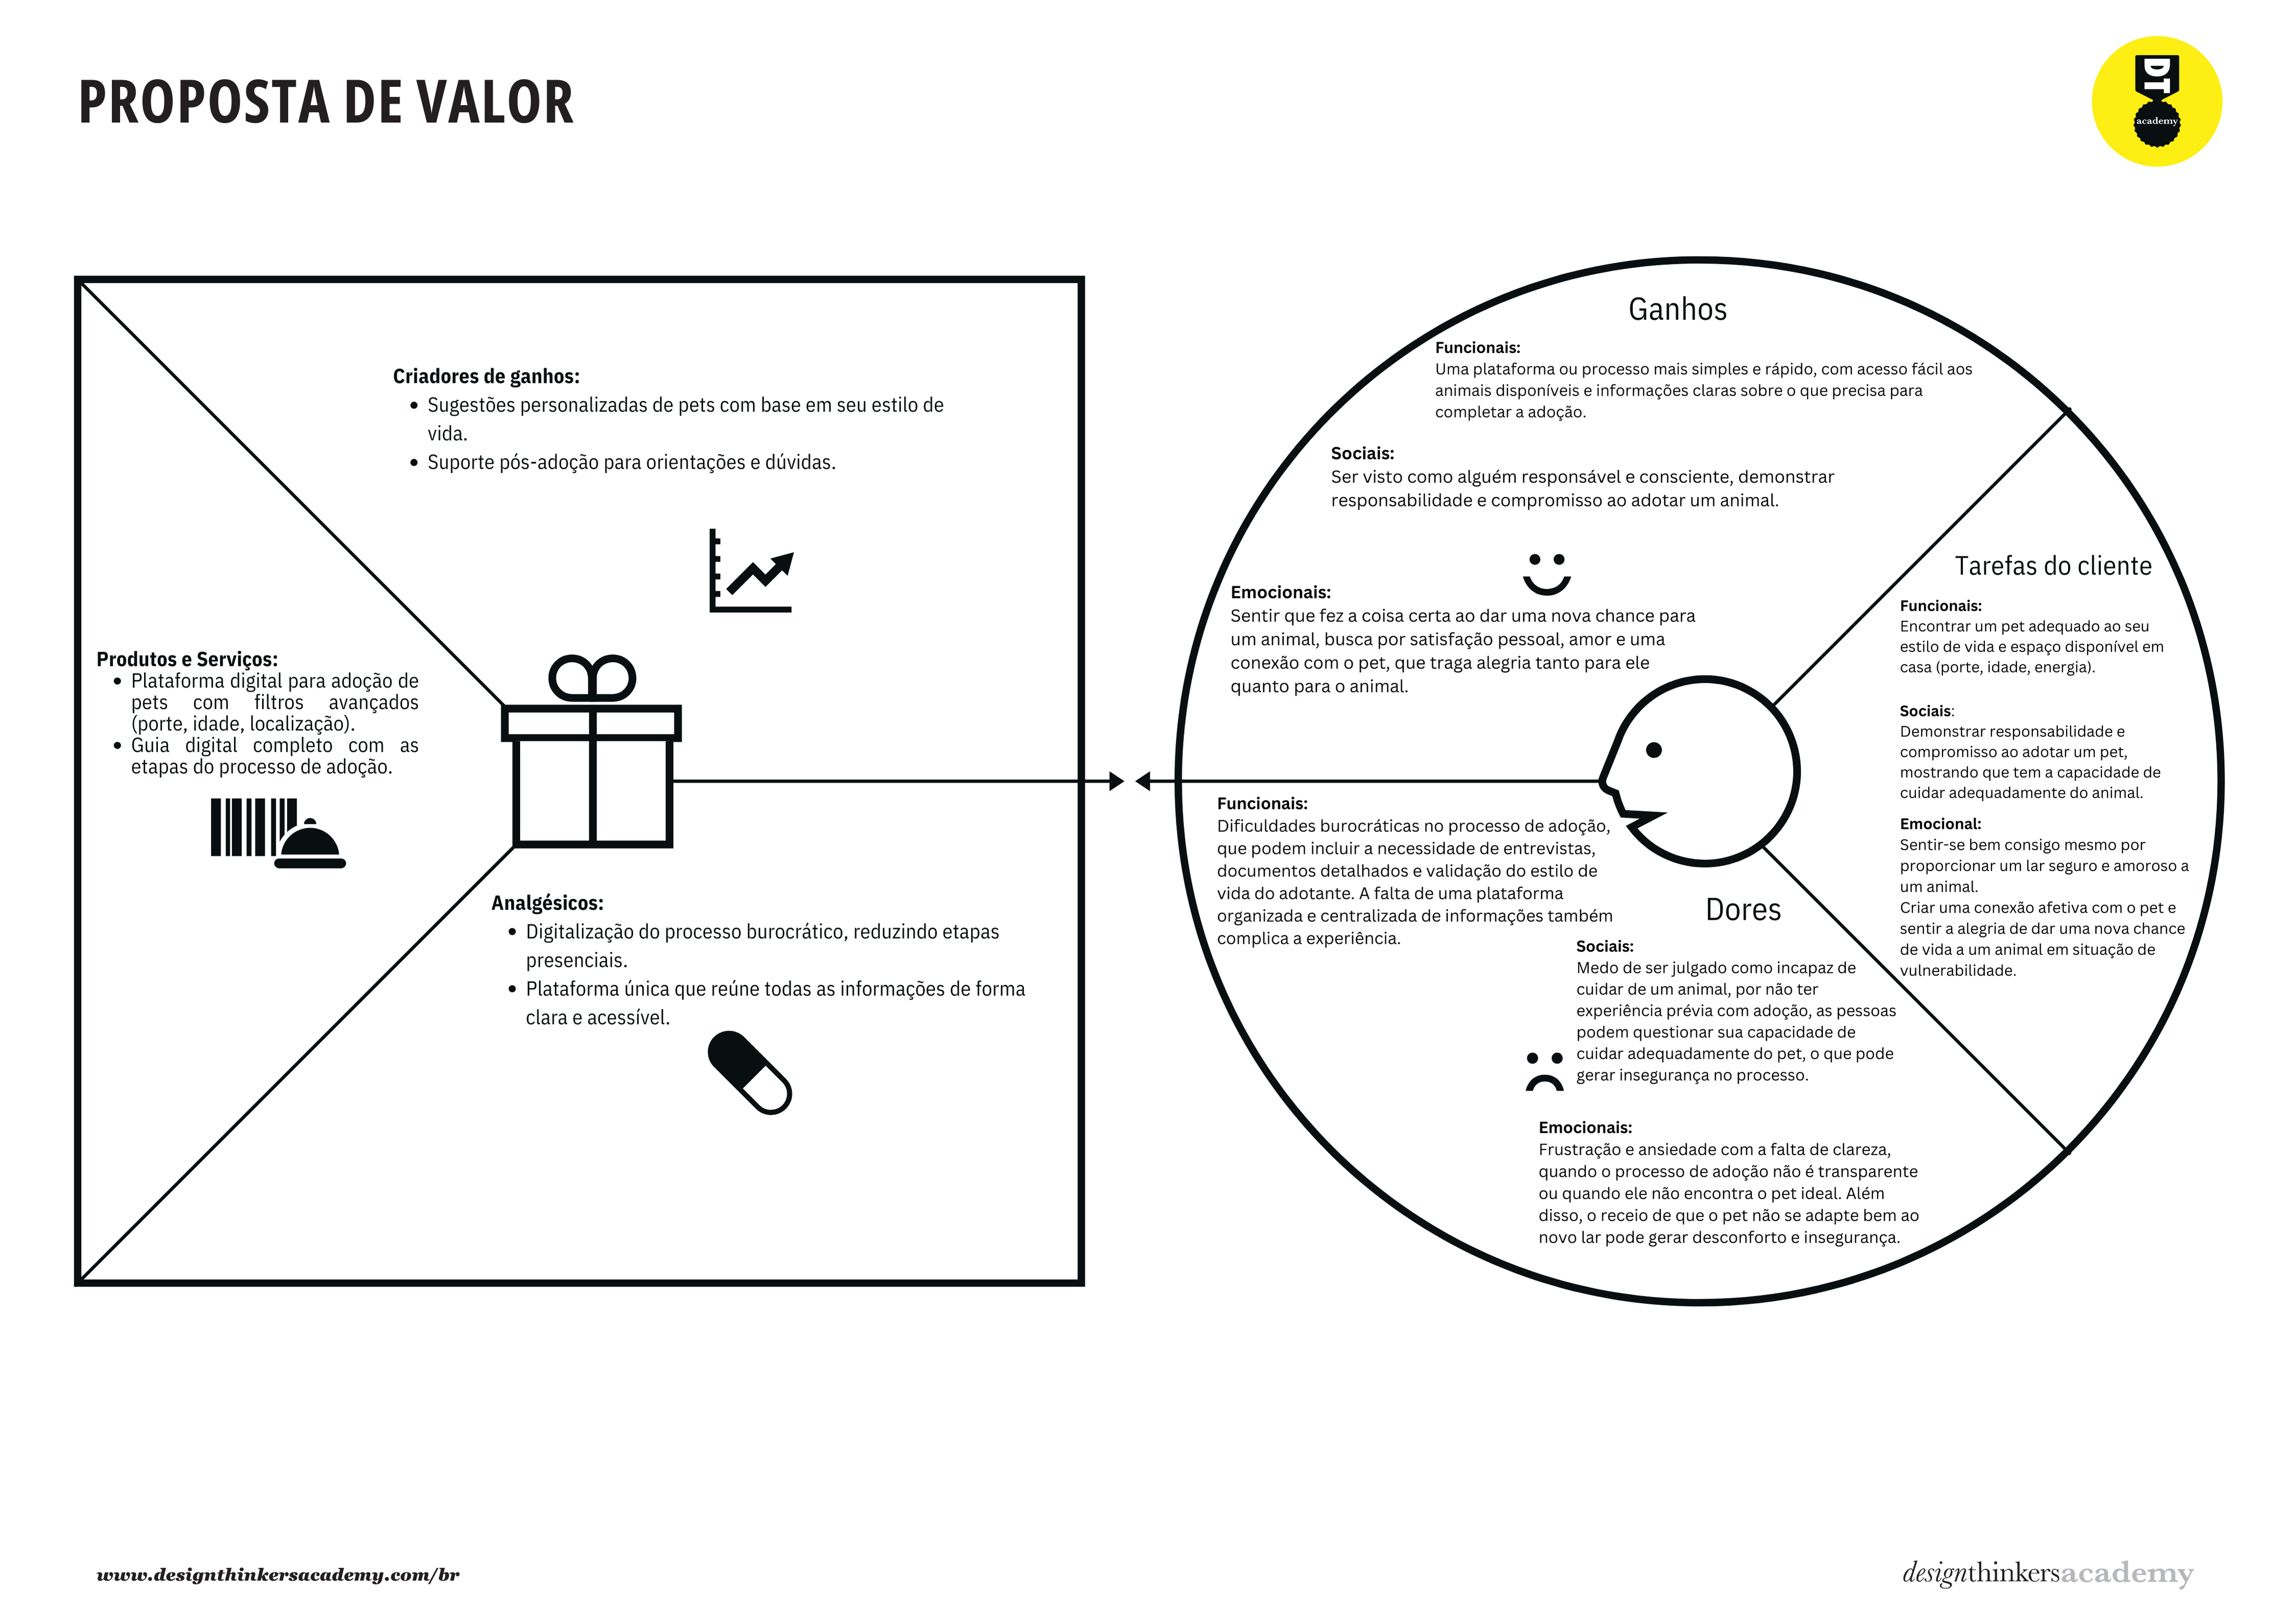 PROPOSTA DE VALOR
DT
academy
Criadores de ganhos:
• Sugestões personalizadas de pets com base em seu estilo de
vida.
• Suporte pós-adoção para orientações e dúvidas.
Produtos e Serviços:
• Plataforma digital para adoção de
pets com filtros avançados
(porte, idade, localização).
• Guia digital completo com as
etapas do processo de adoção.
Analgésicos:
• Digitalização do processo burocrático, reduzindo etapas
presenciais.
• Plataforma única que reúne todas as informações de forma
clara e acessível.
Ganhos
Funcionais:
Uma plataforma ou processo mais simples e rápido, com acesso fácil aos
animais disponíveis e informações claras sobre o que precisa para
completar a adoção.
Sociais:
Ser visto como alguém responsável e consciente, demonstrar
responsabilidade e compromisso ao adotar um animal.
Emocionais:
Sentir que fez a coisa certa ao dar uma nova chance para
um animal, busca por satisfação pessoal, amor e uma
conexão com o pet, que traga alegria tanto para ele
quanto para o animal.
Tarefas do cliente
Funcionais:
Encontrar um pet adequado ao seu
estilo de vida e espaço disponível em
casa (porte, idade, energia).
Sociais:
Demonstrar responsabilidade e
compromisso ao adotar um pet,
mostrando que tem a capacidade de
cuidar adequadamente do animal.
Emocional:
Sentir-se bem consigo mesmo por
proporcionar um lar seguro e amoroso a
um animal.
Criar uma conexão afetiva com o pet e
sentir a alegria de dar uma nova chance
de vida a um animal em situação de
vulnerabilidade.
Funcionais:
Dificuldades burocráticas no processo de adoção,
que podem incluir a necessidade de entrevistas,
documentos detalhados e validação do estilo de
vida do adotante. A falta de uma plataforma
organizada e centralizada de informações também
complica a experiência.
Dores
Sociais:
Medo de ser julgado como incapaz de
cuidar de um animal, por não ter
experiência prévia com adoção, as pessoas
podem questionar sua capacidade de
cuidar adequadamente do pet, o que pode
gerar insegurança no processo.
Emocionais:
Frustração e ansiedade com a falta de clareza,
quando o processo de adoção não é transparente
ou quando ele não encontra o pet ideal. Além
disso, o receio de que o pet não se adapte bem ao
novo lar pode gerar desconforto e insegurança.
www.designthinkersacademy.com/br
designthinkersacademy